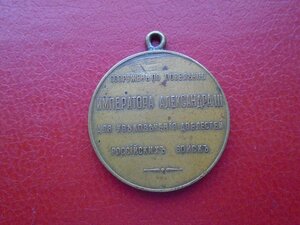 СООРУЖЕНЪ ПО ПОВЕЛѢНІЮ
ИМПЕРАТОРА АЛЕКСАНДРА III
ДЛЯ УВѢКОВѢЧЕНІЯ ДОБЛЕСТЕЙ
РОССІЙСКИХЪ ВОЙСКЪ